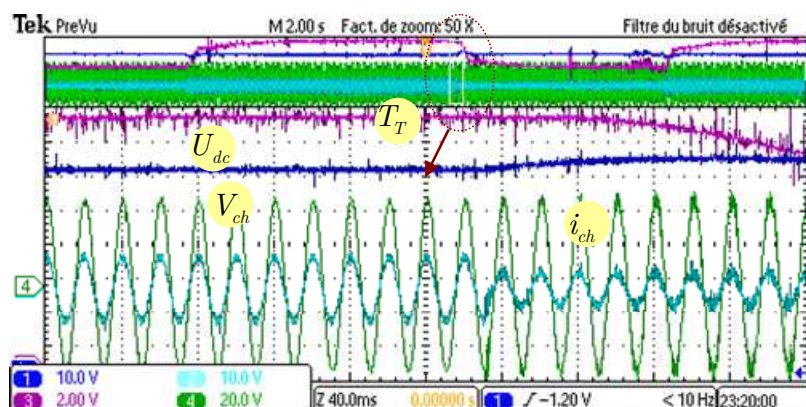 Tek PreVu M 2.00 s Fact. de zoom: 50 X Filtre du bruit désactivé
T_T
U_dc
V_ch
i_ch
4
1 10.0 V 10.0 V
3 2.00 V 4 20.0 V
Z 40.0ms 0.00000 s 1 -1.20 V < 10 Hz 23:20:00